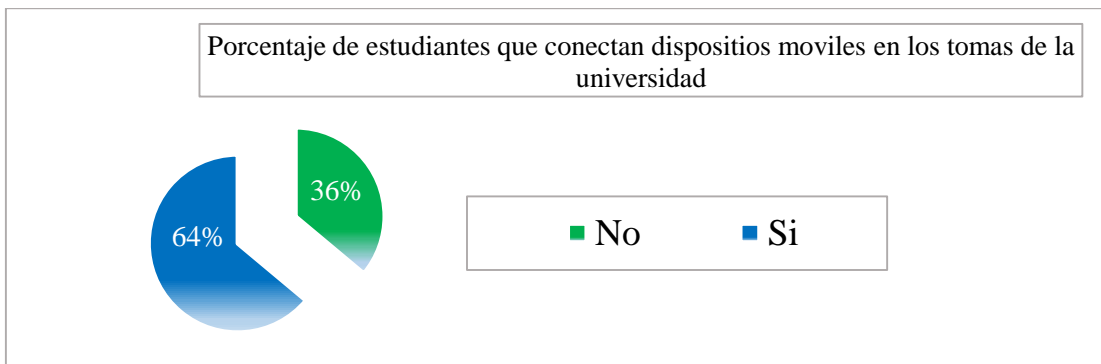 Porcentaje de estudiantes que conectan dispositios moviles en los tomas de la
universidad
36%
64%
No
Si